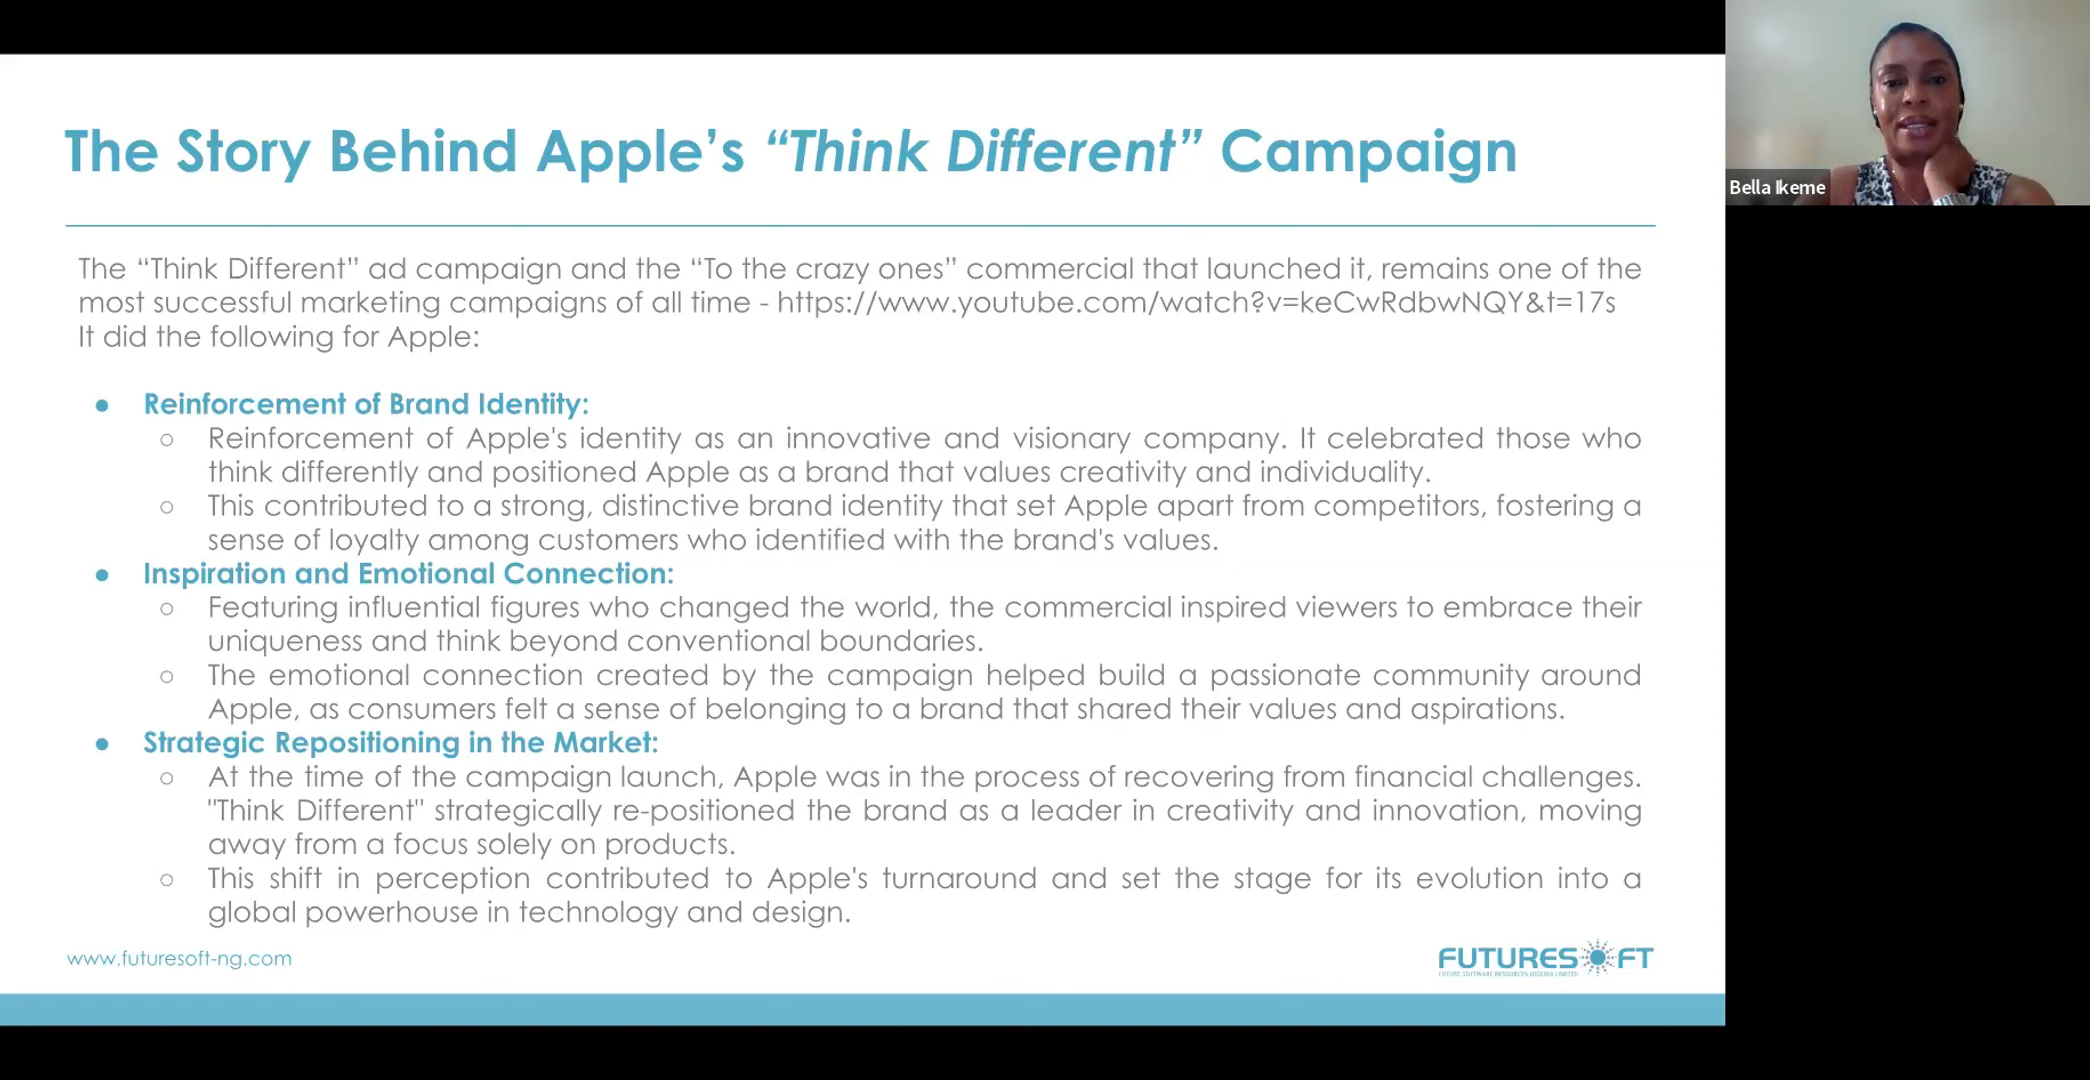 The Story Behind Apple’s “Think Different” Campaign
Bella Ikeme
The “Think Different” ad campaign and the “To the crazy ones” commercial that launched it, remains one of the
most successful marketing campaigns of all time - https://www.youtube.com/watch?v=keCwRdbwNQY&t=17s
It did the following for Apple:
● Reinforcement of Brand Identity:
○ Reinforcement of Apple's identity as an innovative and visionary company. It celebrated those who
think differently and positioned Apple as a brand that values creativity and individuality.
○ This contributed to a strong, distinctive brand identity that set Apple apart from competitors, fostering a
sense of loyalty among customers who identified with the brand's values.
● Inspiration and Emotional Connection:
○ Featuring influential figures who changed the world, the commercial inspired viewers to embrace their
uniqueness and think beyond conventional boundaries.
○ The emotional connection created by the campaign helped build a passionate community around
Apple, as consumers felt a sense of belonging to a brand that shared their values and aspirations.
● Strategic Repositioning in the Market:
○ At the time of the campaign launch, Apple was in the process of recovering from financial challenges.
"Think Different" strategically re-positioned the brand as a leader in creativity and innovation, moving
away from a focus solely on products.
○ This shift in perception contributed to Apple's turnaround and set the stage for its evolution into a
global powerhouse in technology and design.
www.futuresoft-ng.com
FUTURESOFT
FUTURE SOFTWARE RESOURCES NIGERIA LIMITED